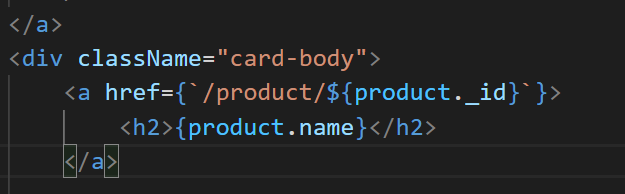 </a>
<div className="card-body">
<a href={`/product/${product._id}`}>
<h2>{product.name}</h2>
</a>